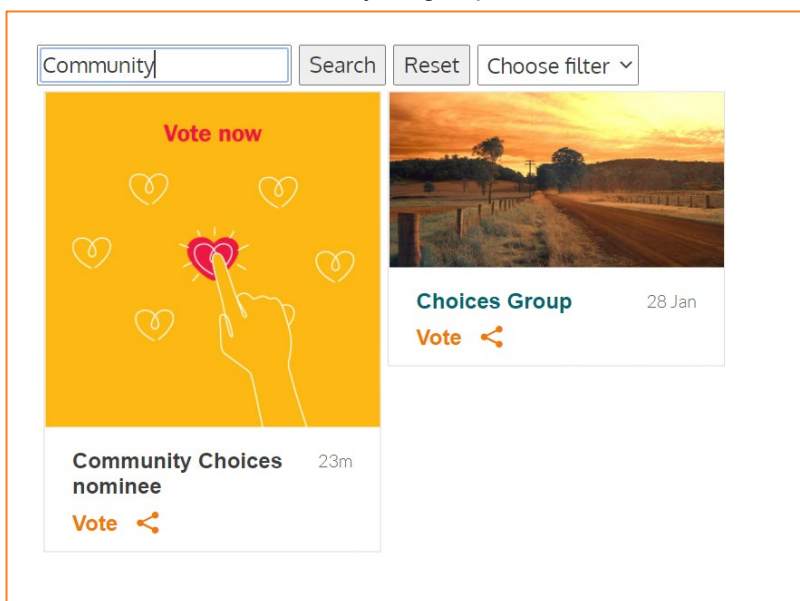 Community
Search
Reset
Choose filter
Vote now
Choices Group
28 Jan
Vote
Community Choices
nominee
23m
Vote